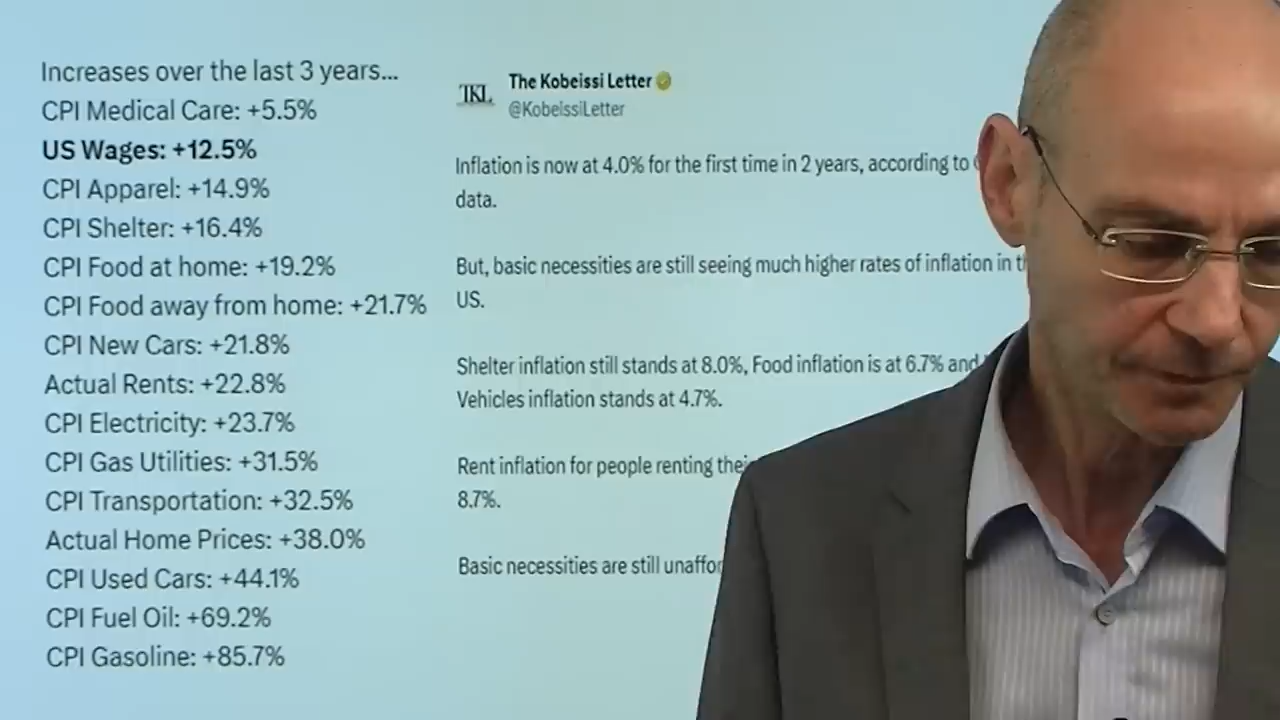 Increases over the last 3 years...
CPI Medical Care: +5.5%
US Wages: +12.5%
CPI Apparel: +14.9%
CPI Shelter: +16.4%
CPI Food at home: +19.2%
CPI Food away from home: +21.7%
CPI New Cars: +21.8%
Actual Rents: +22.8%
CPI Electricity: +23.7%
CPI Gas Utilities: +31.5%
CPI Transportation: +32.5%
Actual Home Prices: +38.0%
CPI Used Cars: +44.1%
CPI Fuel Oil: +69.2%
CPI Gasoline: +85.7%
TKL
The Kobeissi Letter
@KobeissiLetter
Inflation is now at 4.0% for the first time in 2 years, according to
data.
But, basic necessities are still seeing much higher rates of inflation in
US.
Shelter inflation still stands at 8.0%, Food inflation is at 6.7% and
Vehicles inflation stands at 4.7%.
Rent inflation for people renting
8.7%.
Basic necessities are still